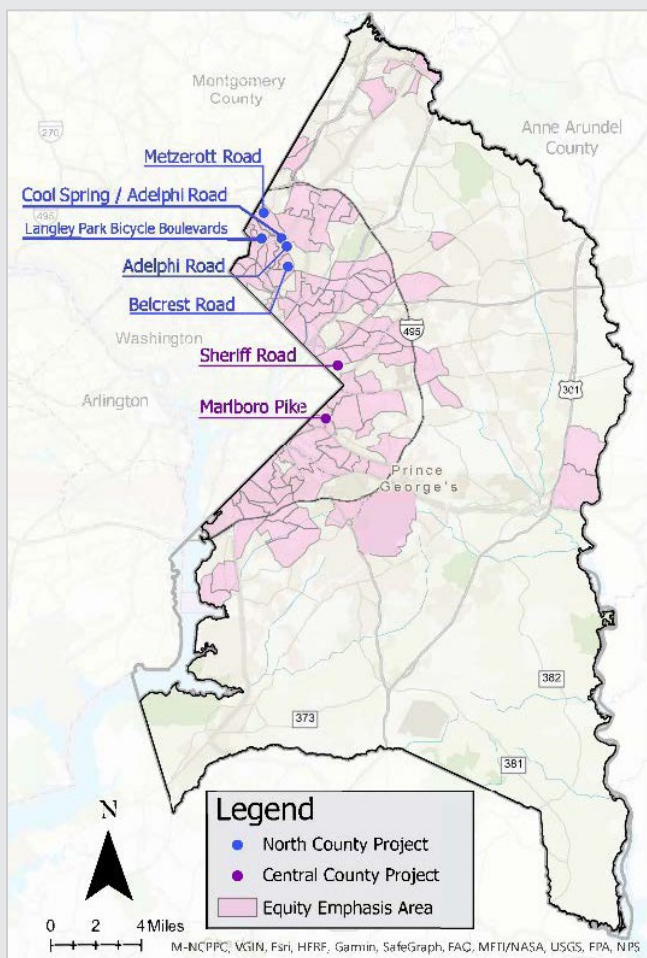 Montgomery
County
270
Anne Arundel
County
Metzerott Road
Cool Spring / Adelphi Road
495
Langley Park Bicycle Boulevards
Adelphi Road
Belcrest Road
Washington
495
Sheriff Road
301
Arlington
Marlboro Pike
Prince
George's
382
373
381
N
Legend
North County Project
Central County Project
Equity Emphasis Area
0 2 4 Miles
M-NCPPC, VGIN, Esri, HERE, Garmin, SafeGraph, FAO, METI/NASA, USGS, EPA, NPS